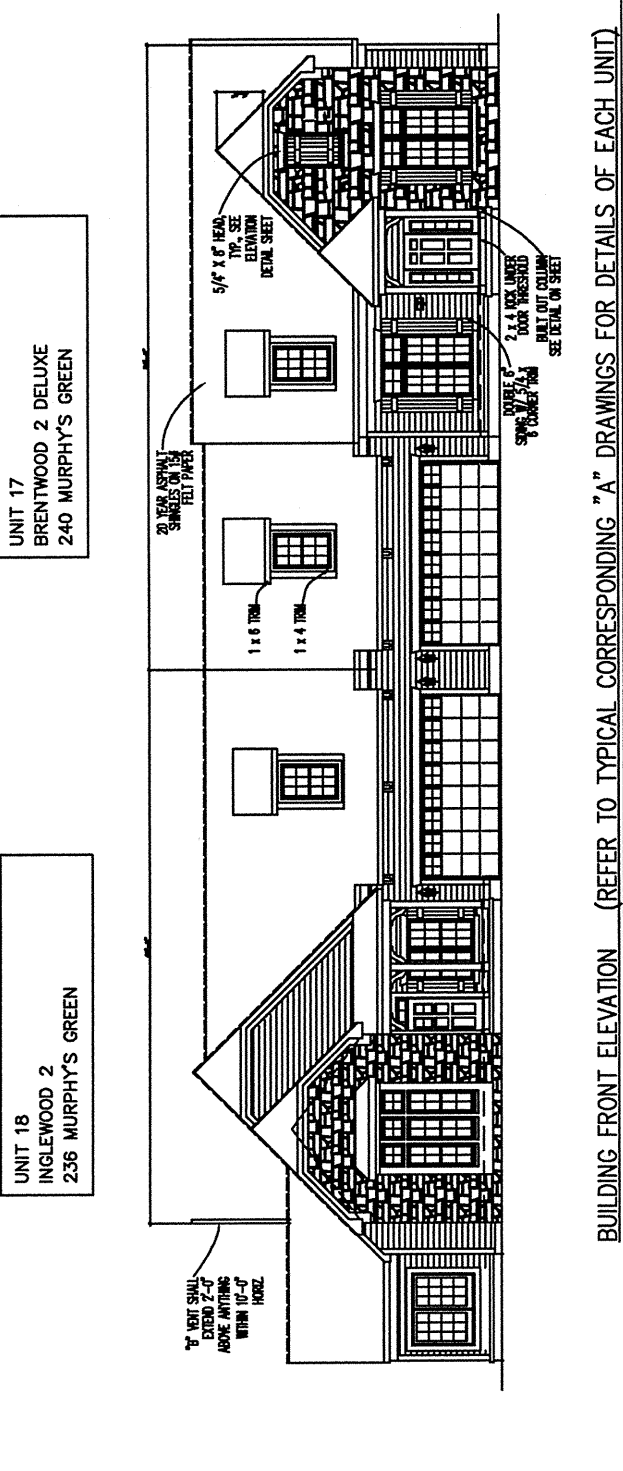 UNIT 18
INGLEWOOD 2
236 MURPHY'S GREEN
UNIT 17
BRENTWOOD 2 DELUXE
240 MURPHY'S GREEN
"B" VENT SHALL
EXTEND 2'-0"
ABOVE ANYTHING
WITHIN 10'-0"
HORIZ.
1 x 6 TRIM
1 x 4 TRIM
20 YEAR ASPHALT
SHINGLES ON 15#
FELT PAPER
5/4" X 8" HEAD,
TYP., SEE
ELEVATION
DETAIL SHEET
DOUBLE 6"
SIDING W/ 5/4 X
6 CORNER TRIM
2 x 4 KICK UNDER
DOOR THRESHOLD
BUILT OUT COLUMN
SEE DETAIL ON SHEET
BUILDING FRONT ELEVATION (REFER TO TYPICAL CORRESPONDING "A" DRAWINGS FOR DETAILS OF EACH UNIT)